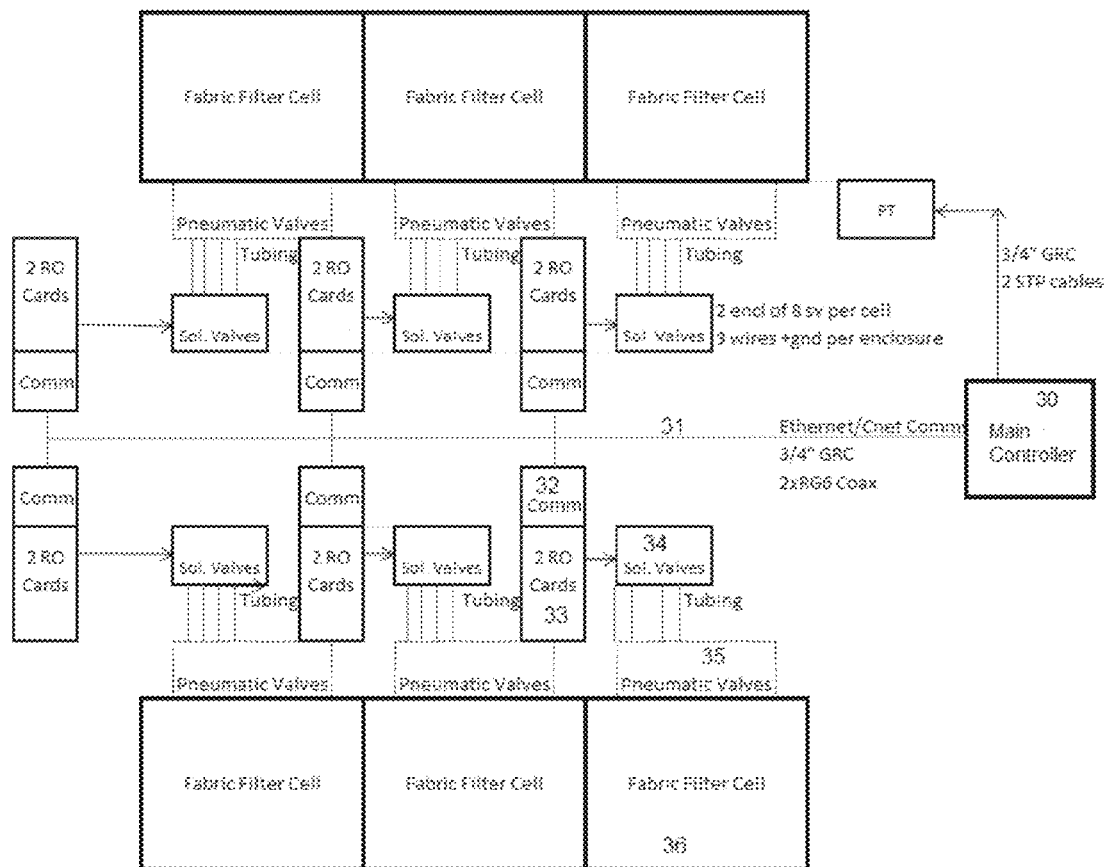 Fabric Filter Cell
Fabric Filter Cell
Fabric Filter Cell
Pneumatic Valves
Pneumatic Valves
Pneumatic Valves
PT
2 RO
Cards
Tubing
2 RO
Cards
Tubing
2 RO
Cards
Tubing
3/4" GRC
2 STP cables
Sol. Valves
Sol. Valves
Sol. Valves
2 encl of 8 sv per cell
3 wires +gnd per enclosure
Comm
Comm
Comm
30
Main
Controller
31
Ethernet/Cnet Comm
3/4" GRC
2xRG6 Coax
Comm
Comm
32
Comm
2 RO
Cards
Sol. Valves
2 RO
Cards
Sol. Valves
2 RO
Cards
33
34
Sol. Valves
Tubing
Tubing
Tubing
35
Pneumatic Valves
Pneumatic Valves
Pneumatic Valves
Fabric Filter Cell
Fabric Filter Cell
Fabric Filter Cell
36